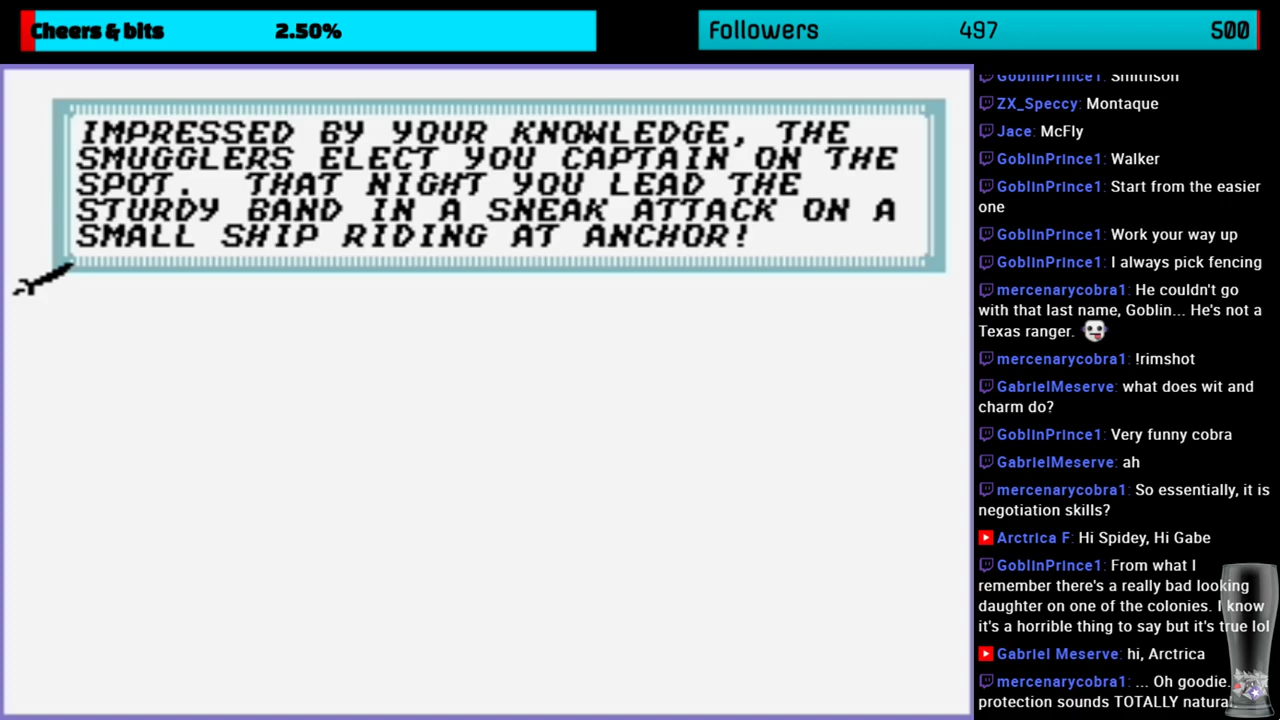 Cheers & bits 2.50%
Followers 497 500
IMPRESSED BY YOUR KNOWLEDGE, THE
SMUGGLERS ELECT YOU CAPTAIN ON THE
SPOT. THAT NIGHT YOU LEAD THE
STURDY BAND IN A SNEAK ATTACK ON A
SMALL SHIP RIDING AT ANCHOR!
GoblinPrince1: Smithson
ZX_Speccy: Montaque
Jace: McFly
GoblinPrince1: Walker
GoblinPrince1: Start from the easier
one
GoblinPrince1: Work your way up
GoblinPrince1: I always pick fencing
mercenarycobra1: He couldn't go
with that last name, Goblin... He's not a
Texas ranger.
mercenarycobra1: !rimshot
GabrielMeserve: what does wit and
charm do?
GoblinPrince1: Very funny cobra
GabrielMeserve: ah
mercenarycobra1: So essentially, it is
negotiation skills?
Arctrica F: Hi Spidey, Hi Gabe
GoblinPrince1: From what I
remember there's a really bad looking
daughter on one of the colonies. I know
it's a horrible thing to say but it's true lol
Gabriel Meserve: hi, Arctrica
mercenarycobra1: ... Oh goodie.
protection sounds TOTALLY natural.